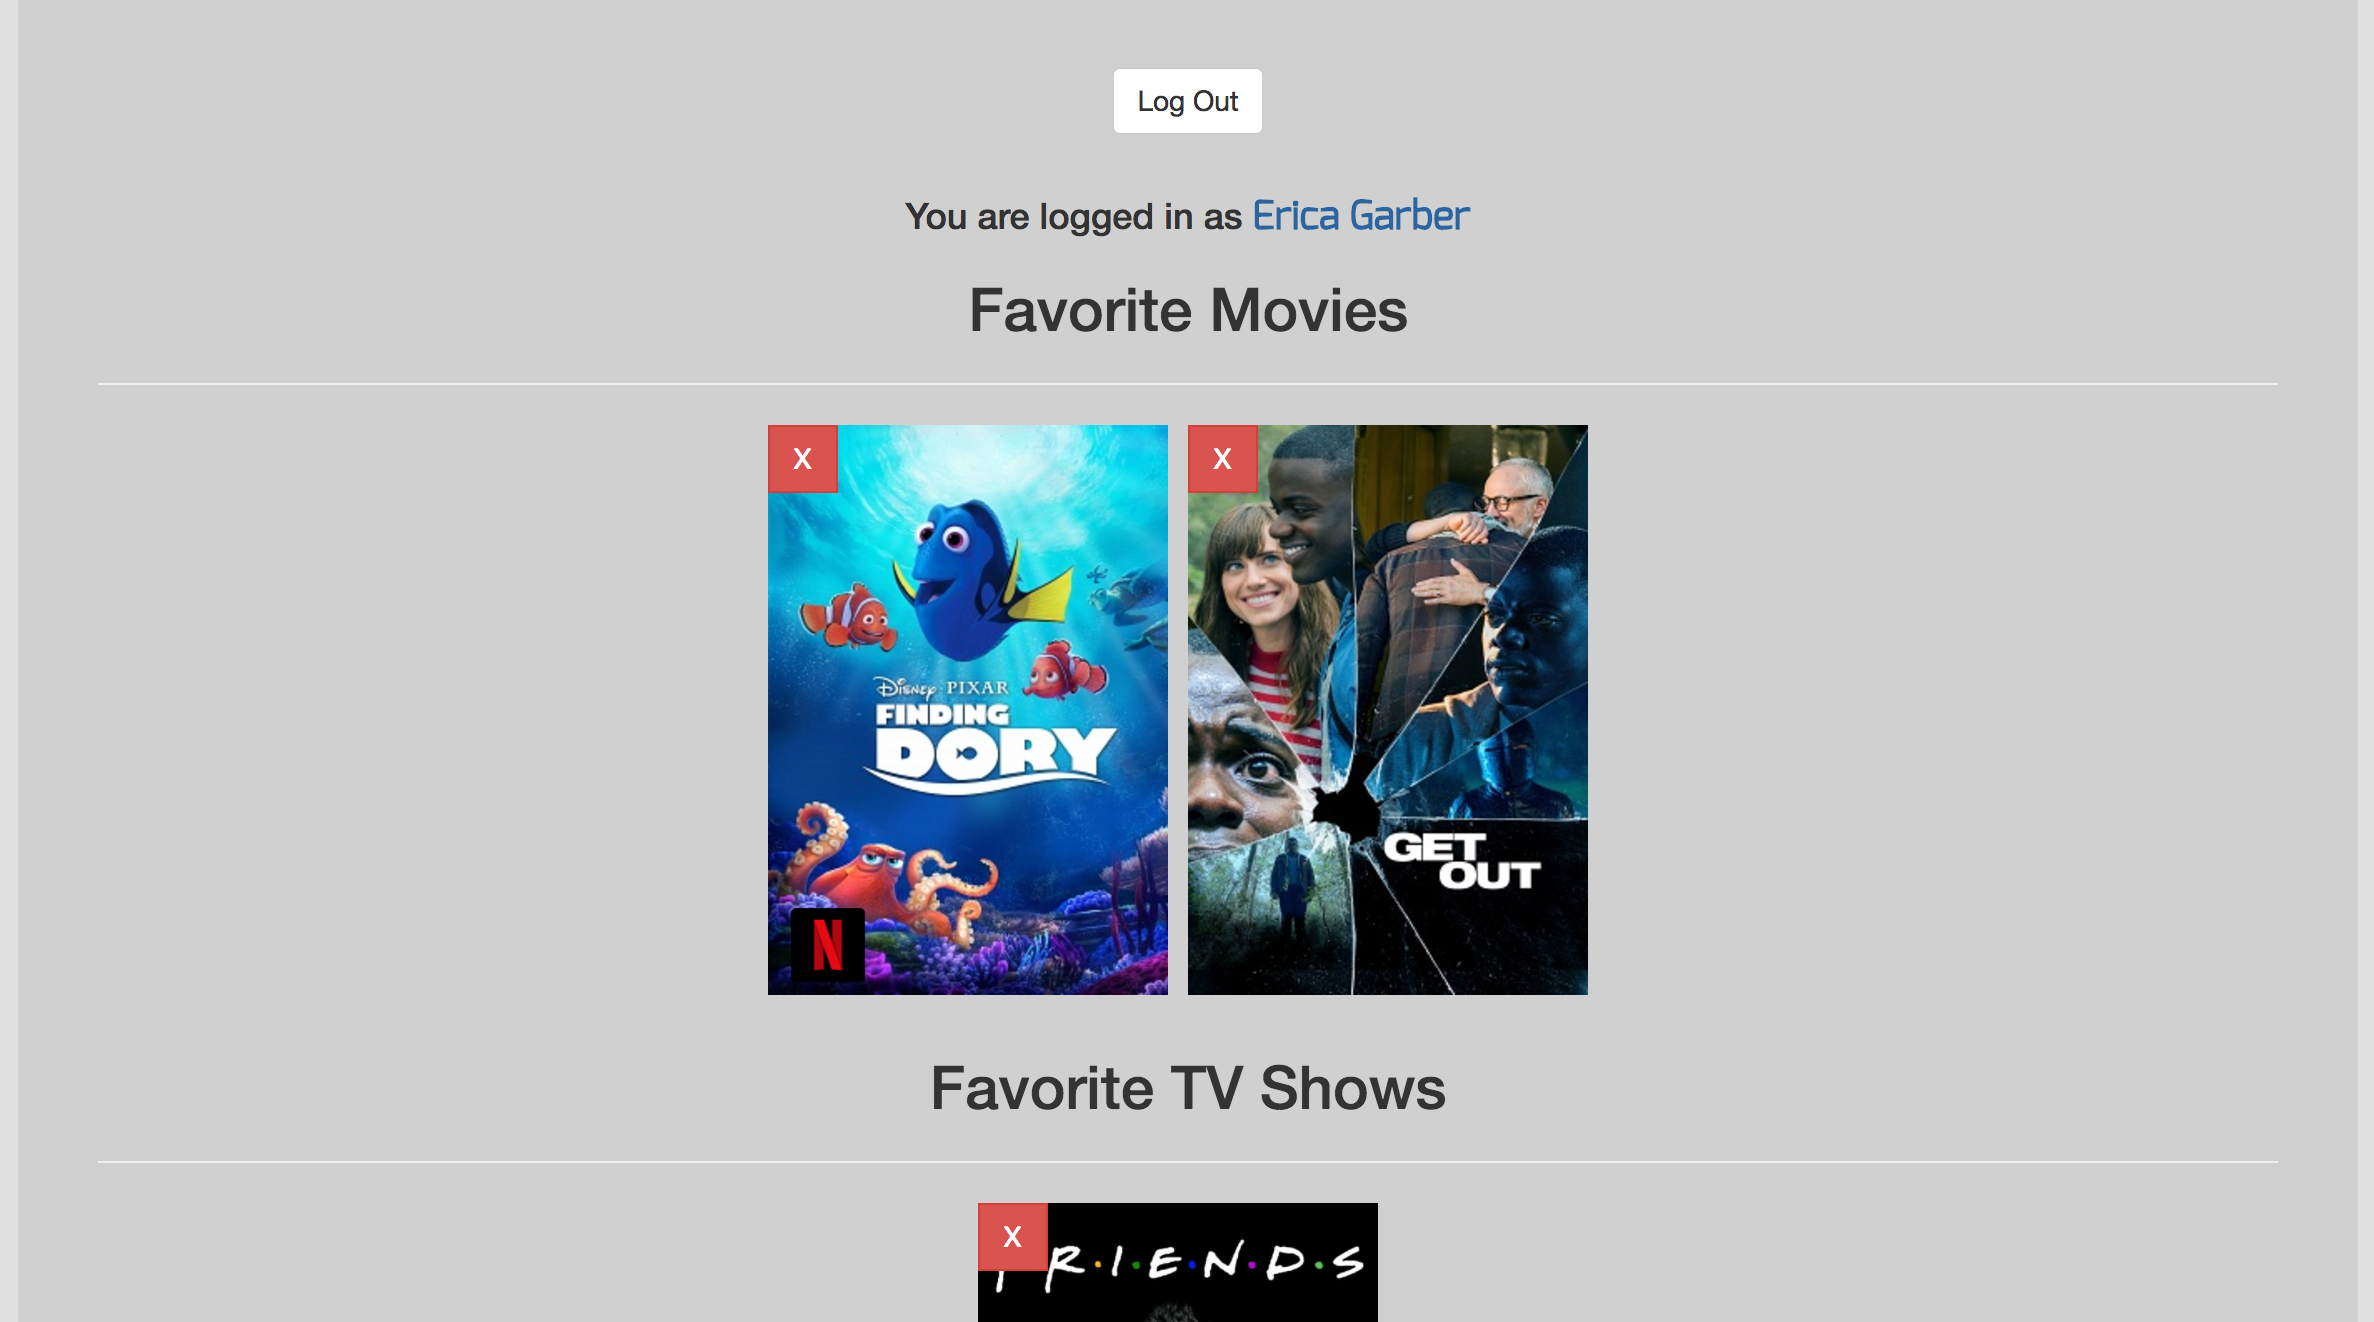 Log Out
You are logged in as Erica Garber
Favorite Movies
X
X
Disney PIXAR
FINDING
DORY
N
GET
OUT
Favorite TV Shows
X
FR·I·E·N·D·S